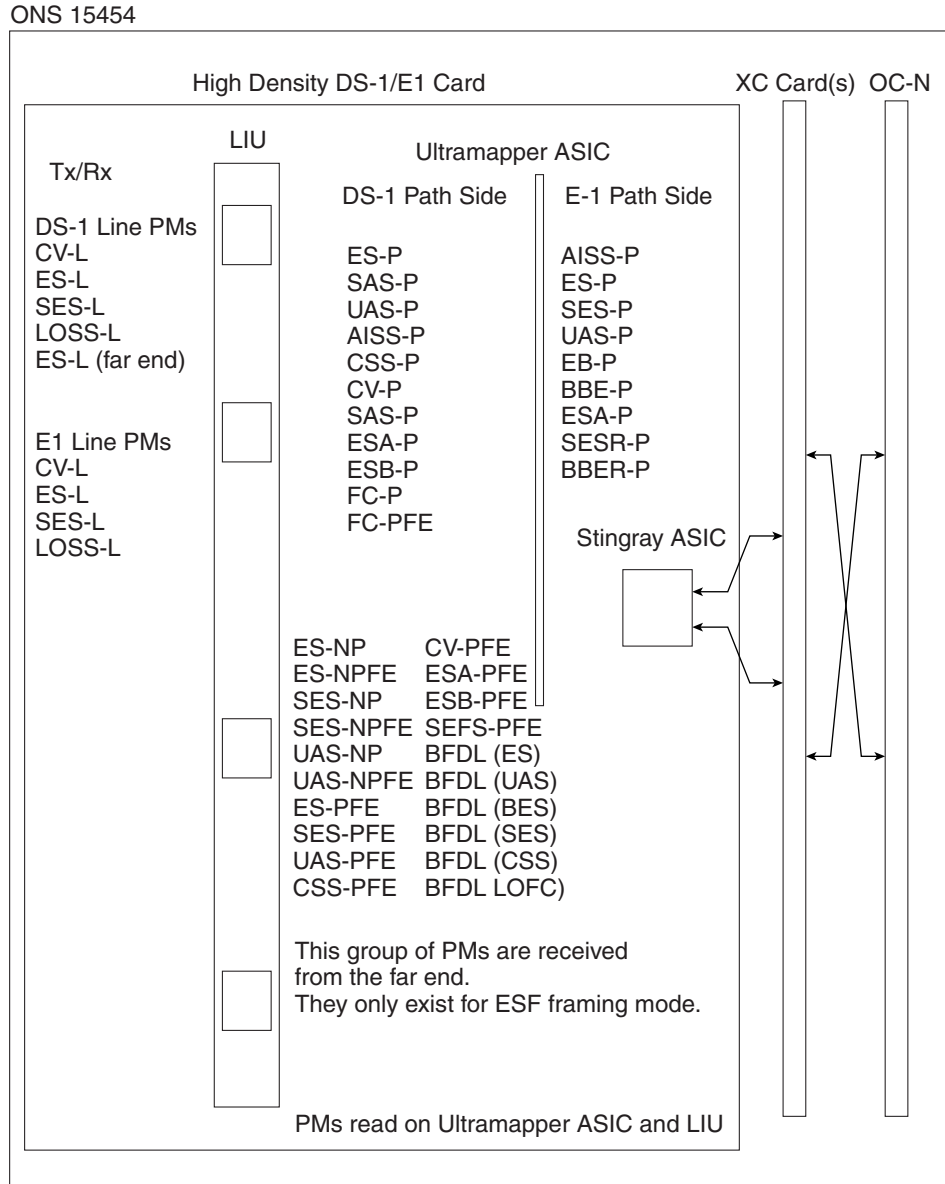 ONS 15454
High Density DS-1/E1 Card
XC Card(s)
OC-N
LIU
Ultramapper ASIC
Tx/Rx
DS-1 Path Side
E-1 Path Side
DS-1 Line PMs
CV-L
ES-L
SES-L
LOSS-L
ES-L (far end)
E1 Line PMs
CV-L
ES-L
SES-L
LOSS-L
ES-P
SAS-P
UAS-P
AISS-P
CSS-P
CV-P
SAS-P
ESA-P
ESB-P
FC-P
FC-PFE
AISS-P
ES-P
SES-P
UAS-P
EB-P
BBE-P
ESA-P
SESR-P
BBER-P
Stingray ASIC
ES-NP
ES-NPFE
SES-NP
SES-NPFE
UAS-NP
UAS-NPFE
ES-PFE
SES-PFE
UAS-PFE
CSS-PFE
CV-PFE
ESA-PFE
ESB-PFE
SEFS-PFE
BFDL (ES)
BFDL (UAS)
BFDL (BES)
BFDL (SES)
BFDL (CSS)
BFDL LOFC)
This group of PMs are received
from the far end.
They only exist for ESF framing mode.
PMs read on Ultramapper ASIC and LIU